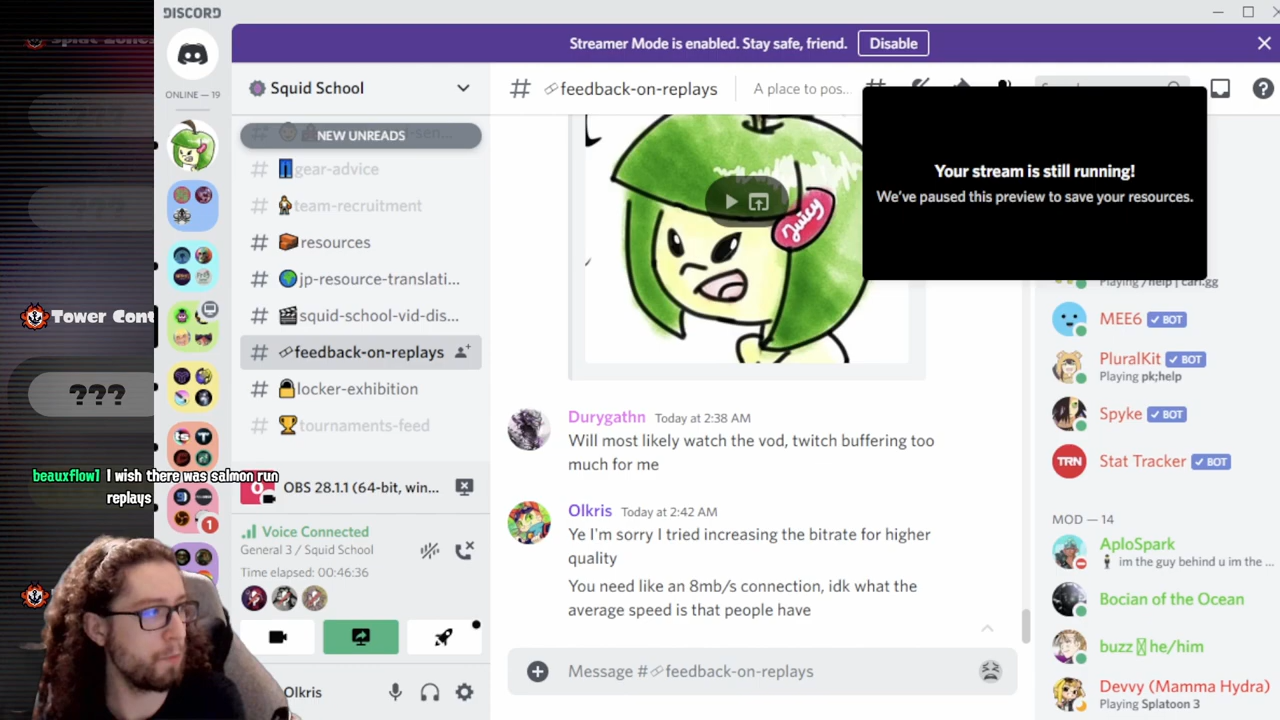 DISCORD
Streamer Mode is enabled. Stay safe, friend.
Disable
ONLINE — 19
Squid School
NEW UNREADS
gear-advice
team-recruitment
resources
jp-resource-translati...
squid-school-vid-dis...
feedback-on-replays
locker-exhibition
tournaments-feed
OBS 28.1.1 (64-bit, win...
Voice Connected
General 3 / Squid School
Time elapsed: 00:46:36
Olkris
feedback-on-replays
A place to pos...
Juicy
Durygathn Today at 2:38 AM
Will most likely watch the vod, twitch buffering too
much for me
Olkris Today at 2:42 AM
Ye I'm sorry I tried increasing the bitrate for higher
quality
You need like an 8mb/s connection, idk what the
average speed is that people have
Message #feedback-on-replays
Your stream is still running!
We've paused this preview to save your resources.
Playing /help | carl.gg
MEE6 ✓ BOT
PluralKit ✓ BOT
Playing pk;help
Spyke ✓ BOT
TRN
Stat Tracker ✓ BOT
MOD — 14
AploSpark
im the guy behind u im the ...
Bocian of the Ocean
buzz he/him
Devvy (Mamma Hydra)
Playing Splatoon 3
Splat Zones
Tower Cont
???
beauxflow1 I wish there was salmon run
replays
1